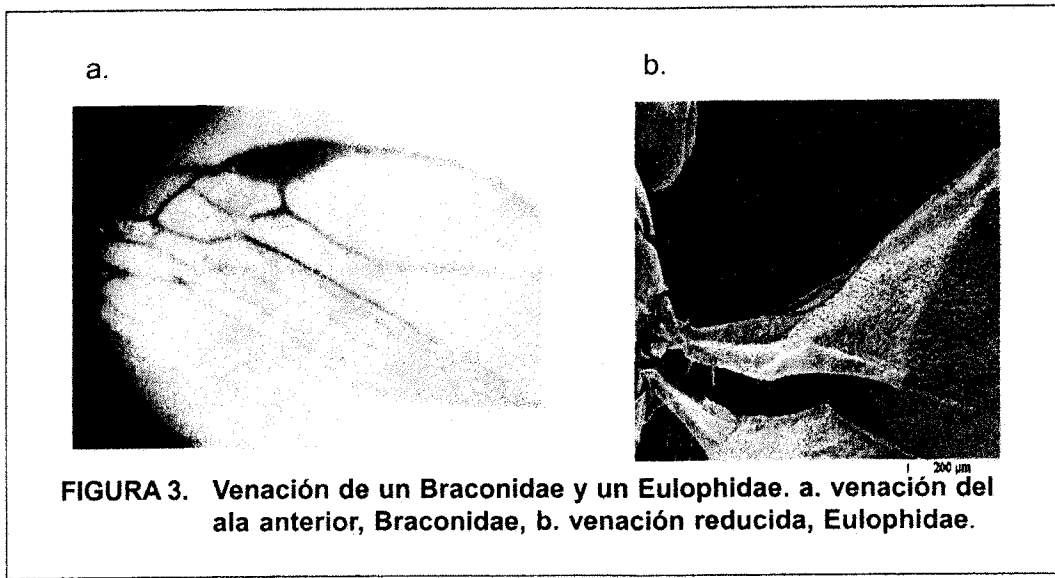 a.
b.
200 µm
FIGURA 3. Venación de un Braconidae y un Eulophidae. a. venación del
ala anterior, Braconidae, b. venación reducida, Eulophidae.